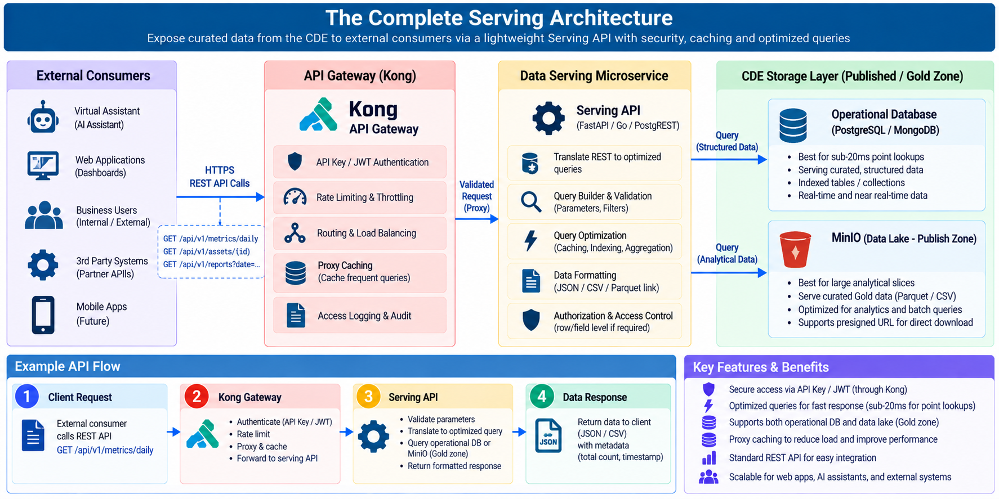 The Complete Serving Architecture
Expose curated data from the CDE to external consumers via a lightweight Serving API with security, caching and optimized queries
External Consumers
Virtual Assistant
(AI Assistant)
Web Applications
(Dashboards)
Business Users
(Internal / External)
3rd Party Systems
(Partner APIIs)
Mobile Apps
(Future)
HTTPS
REST API Calls
GET /api/v1/metrics/daily
GET /api/v1/assets/{id)
GET /api/v1/reports?date=...
API Gateway (Kong)
Kong
API Gateway
API Key / JWT Authentication
Rate Limiting & Throttling
Routing & Load Balancing
Proxy Caching
(Cache frequent queries)
Access Logging & Audit
Validated
Request
(Proxy)
Data Serving Microservice
Serving API
(FastAPI / Go / PostgREST)
Translate REST to optimized
queries
Query Builder & Validation
(Parameters, Filters)
Query Optimization
(Caching, Indexing, Aggregation)
Data Formatting
(JSON / CSV / Parquet link)
Authorization & Access Control
(row/field level if required)
Query
(Structured Data)
Query
(Analytical Data)
CDE Storage Layer (Published / Gold Zone)
Operational Database
(PostgreSQL / MongoDB)
• Best for sub-20ms point lookups
• Serving curated, structured data
• Indexed tables / collections
• Real-time and near real-time data
MinIO (Data Lake - Publish Zone)
• Best for large analytical slices
• Serve curated Gold data (Parquet / CSV)
• Optimized for analytics and batch queries
• Supports presigned URL for direct download
Example API Flow
1 Client Request
External consumer
calls REST API
GET /api/v1/metrics/daily
2 Kong Gateway
• Authenticate (API Key / JWT)
• Rate limit
• Proxy & cache
• Forward to serving API
3 Serving API
• Validate parameters
• Translate to optimized query
• Query operational DB or
MinIO (Gold zone)
• Return formatted response
4 Data Response
JSON
Return data to client
(JSON / CSV)
with metadata
(total count, timestamp)
Key Features & Benefits
Secure access via API Key / JWT (through Kong)
Optimized queries for fast response (sub-20ms for point lookups)
Supports both operational DB and data lake (Gold zone)
Proxy caching to reduce load and improve performance
Standard REST API for easy integration
Scalable for web apps, AI assistants, and external systems